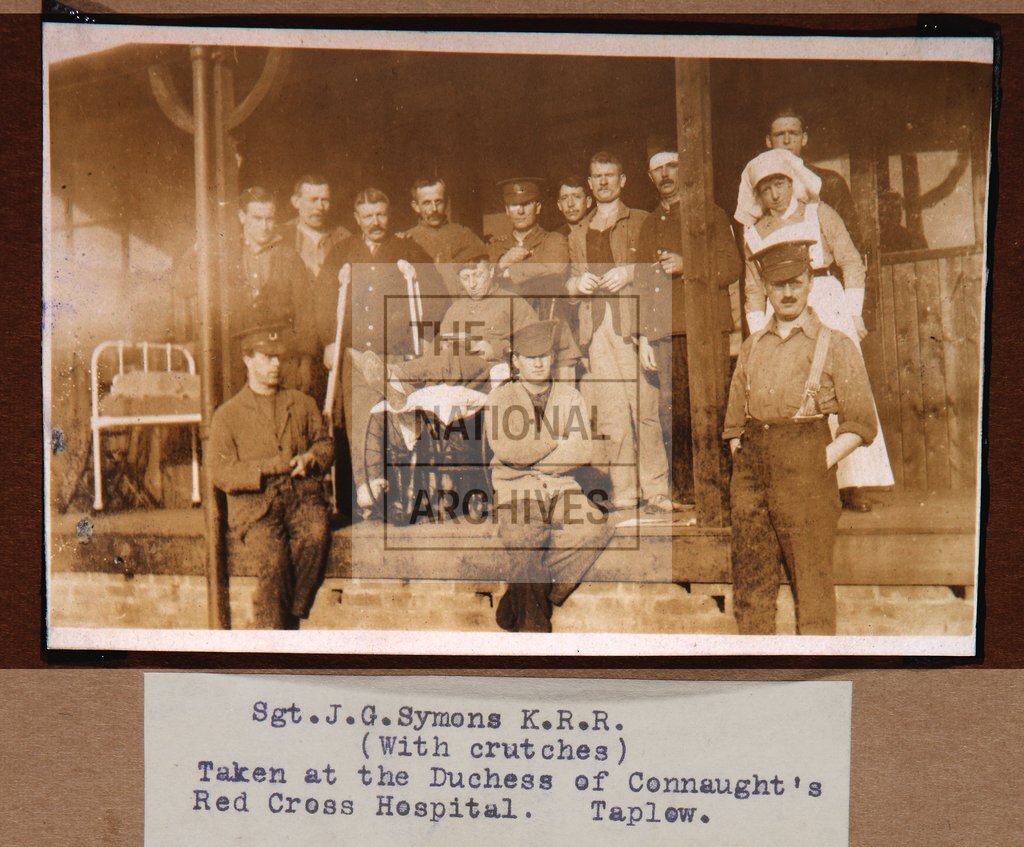 THE
NATIONAL
ARCHIVES
Sgt.J.G.Symons K.R.R.
(With crutches)
Taken at the Duchess of Connaught's
Red Cross Hospital. Taplow.